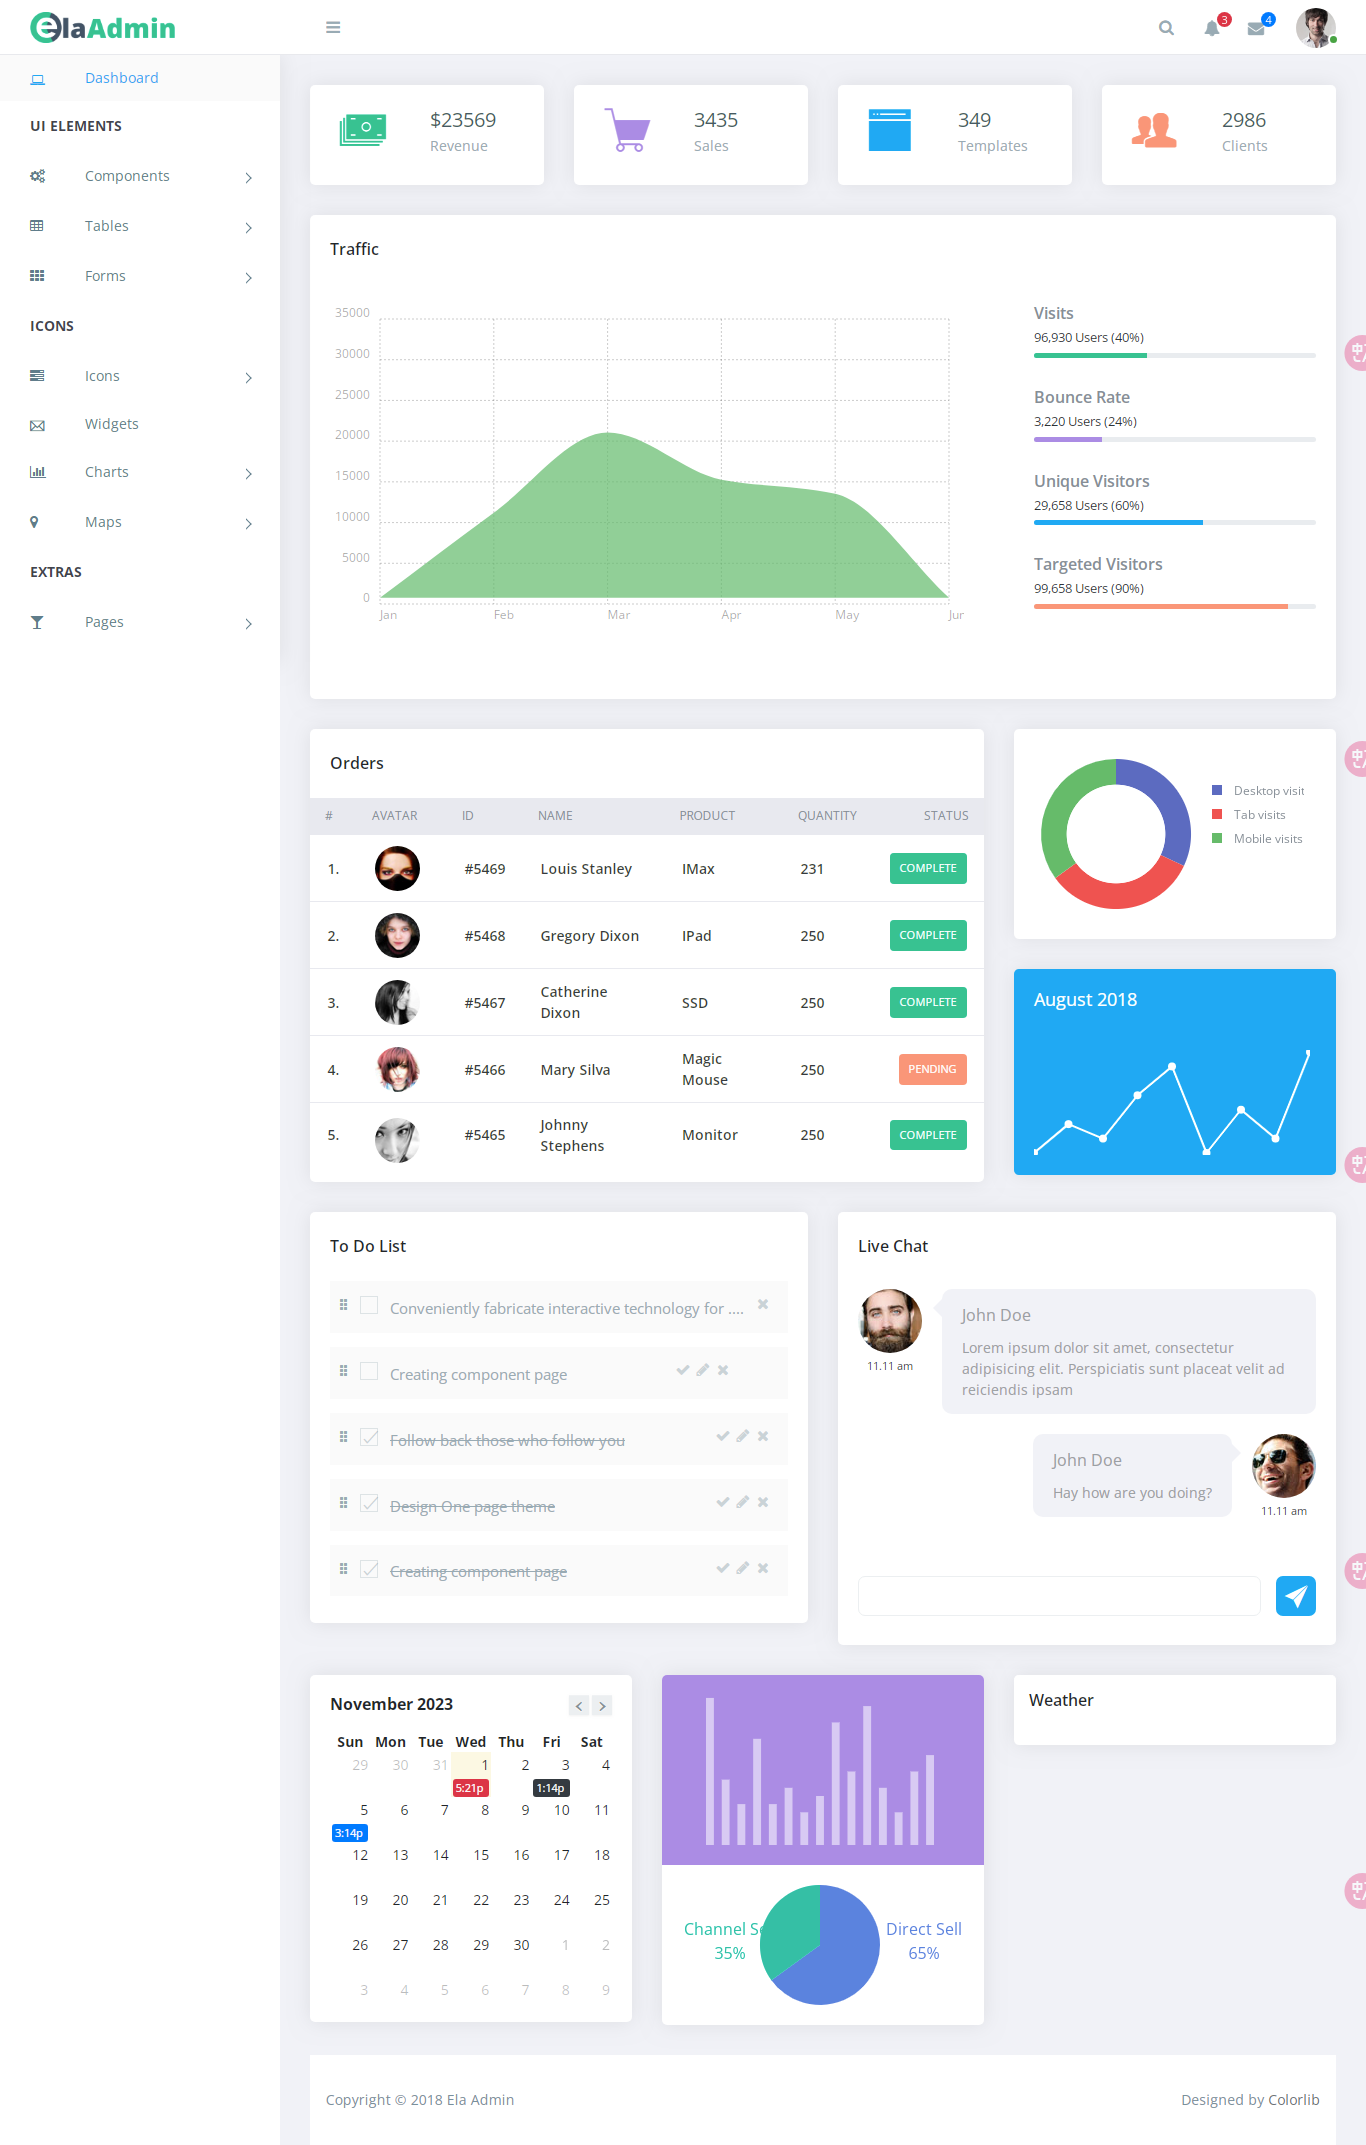 elaAdmin
3
4
Dashboard
UI ELEMENTS
Components
Tables
Forms
ICONS
Icons
Widgets
Charts
Maps
EXTRAS
Pages
$23569
Revenue
3435
Sales
349
Templates
2986
Clients
Traffic
35000
30000
25000
20000
15000
10000
5000
0
Jan Feb Mar Apr May Jur
Visits
96,930 Users (40%)
Bounce Rate
3,220 Users (24%)
Unique Visitors
29,658 Users (60%)
Targeted Visitors
99,658 Users (90%)
Orders
# AVATAR ID NAME PRODUCT QUANTITY STATUS
1. #5469 Louis Stanley IMax 231 COMPLETE
2. #5468 Gregory Dixon IPad 250 COMPLETE
3. #5467 Catherine Dixon SSD 250 COMPLETE
4. #5466 Mary Silva Magic Mouse 250 PENDING
5. #5465 Johnny Stephens Monitor 250 COMPLETE
Desktop visit
Tab visits
Mobile visits
August 2018
To Do List
Conveniently fabricate interactive technology for ....
Creating component page
Follow back those who follow you
Design One page theme
Creating component page
Live Chat
11.11 am
John Doe
Lorem ipsum dolor sit amet, consectetur
adipisicing elit. Perspiciatis sunt placeat velit ad
reiciendis ipsam
John Doe
Hay how are you doing?
11.11 am
November 2023
Sun Mon Tue Wed Thu Fri Sat
29 30 31 1 2 3 4
5:21p 1:14p
5 6 7 8 9 10 11
3:14p
12 13 14 15 16 17 18
19 20 21 22 23 24 25
26 27 28 29 30 1 2
3 4 5 6 7 8 9
Channel Se
35%
Direct Sell
65%
Weather
Copyright © 2018 Ela Admin
Designed by Colorlib